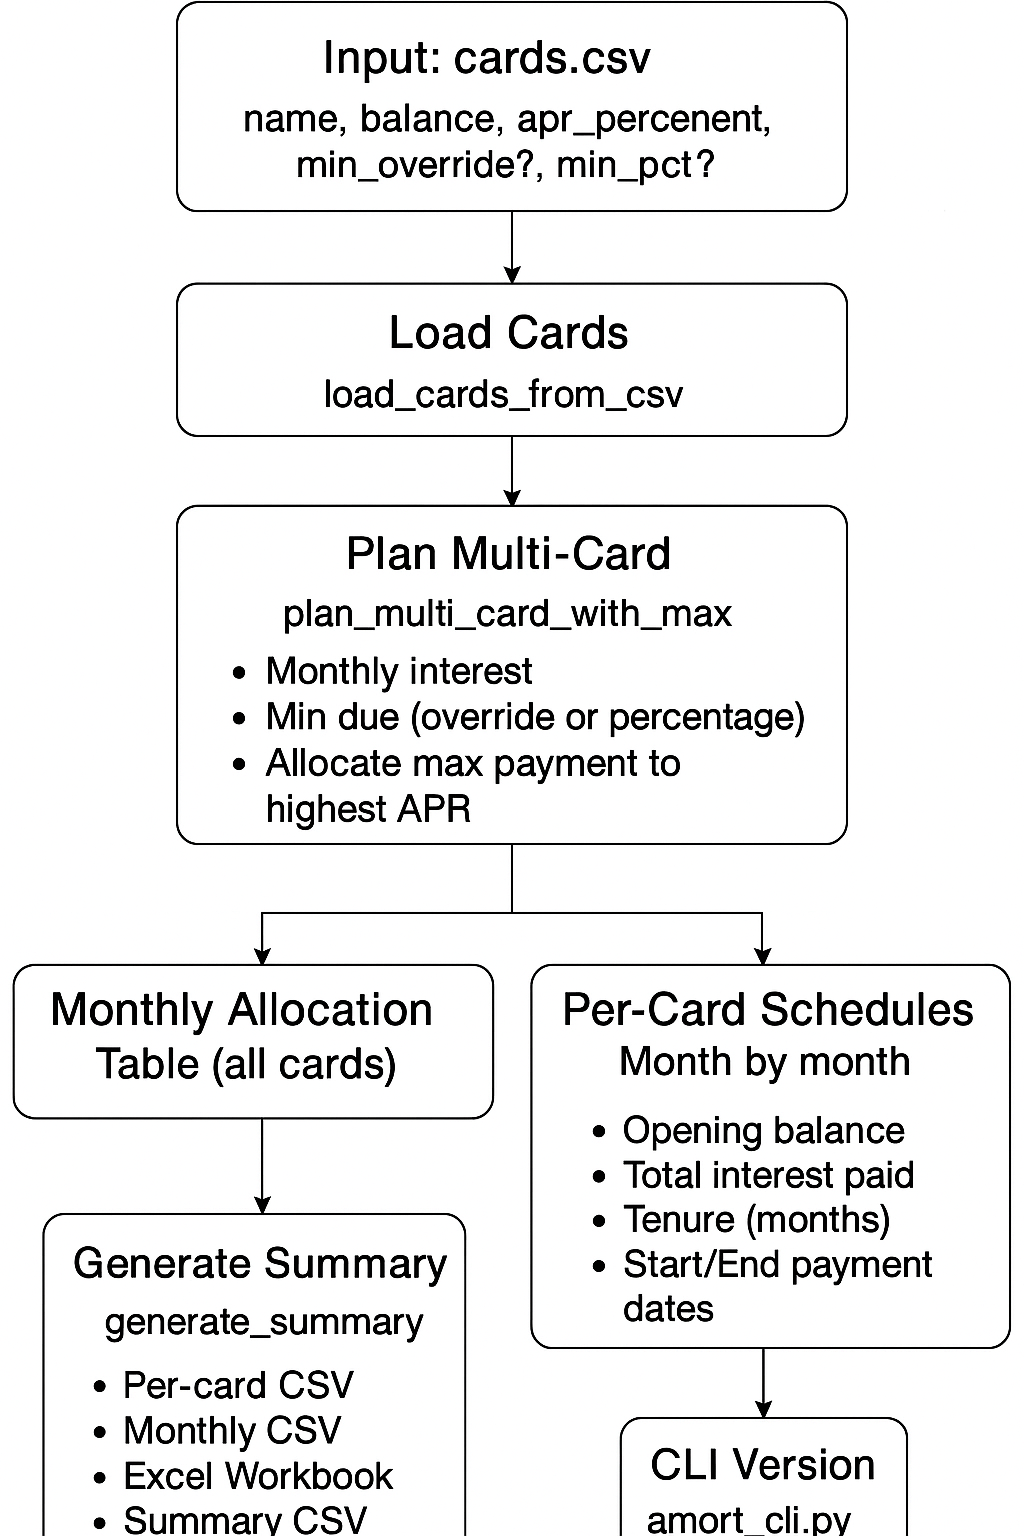 Input: cards.csv
name, balance, apr_percenent,
min_override?, min_pct?
Load Cards
load_cards_from_csv
Plan Multi-Card
plan_multi_card_with_max
• Monthly interest
• Min due (override or percentage)
• Allocate max payment to
highest APR
Monthly Allocation
Table (all cards)
Generate Summary
generate_summary
• Per-card CSV
• Monthly CSV
• Excel Workbook
• Summary CSV
Per-Card Schedules
Month by month
• Opening balance
• Total interest paid
• Tenure (months)
• Start/End payment
dates
CLI Version
amort_cli.py